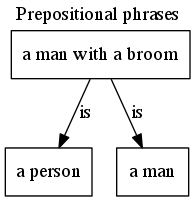 Prepositional phrases
a man with a broom
is
is
a person
a man